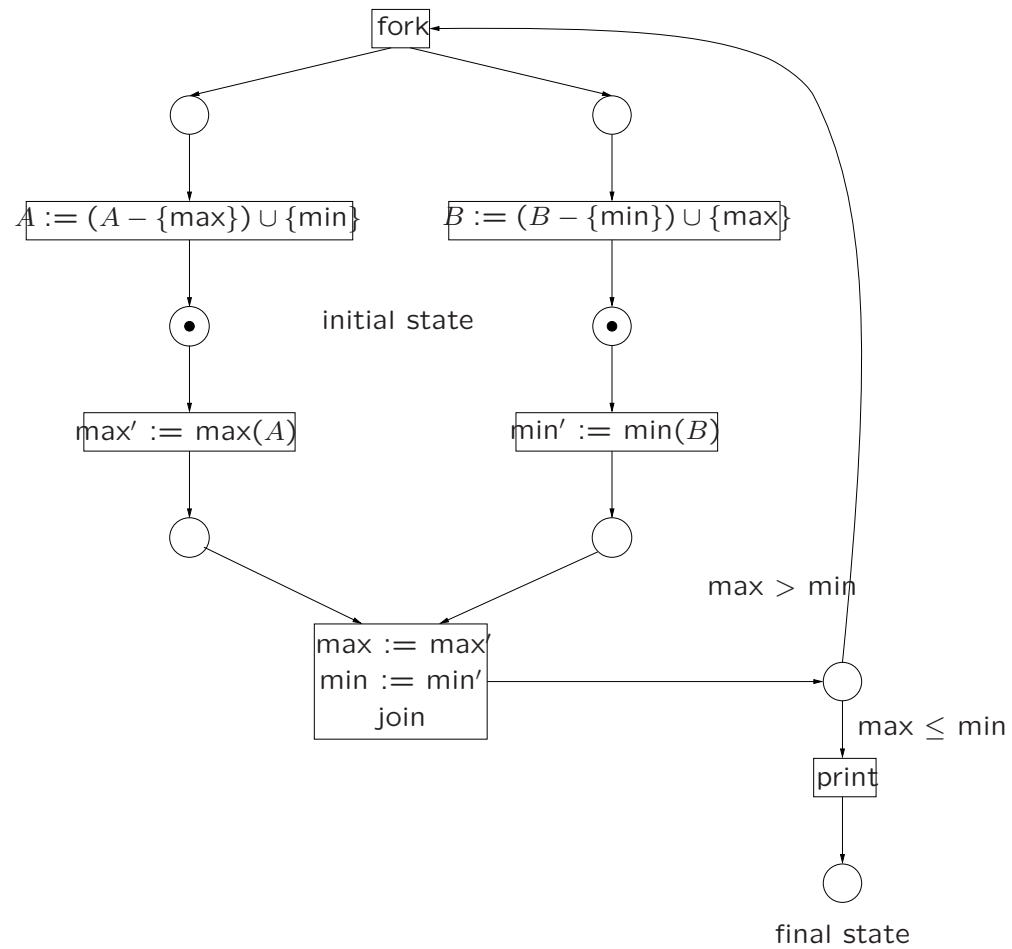 fork
A := (A − {max}) ∪ {min}
B := (B − {min}) ∪ {max}
initial state
max′ := max(A)
min′ := min(B)
max > min
max := max′
min := min′
join
max ≤ min
print
final state